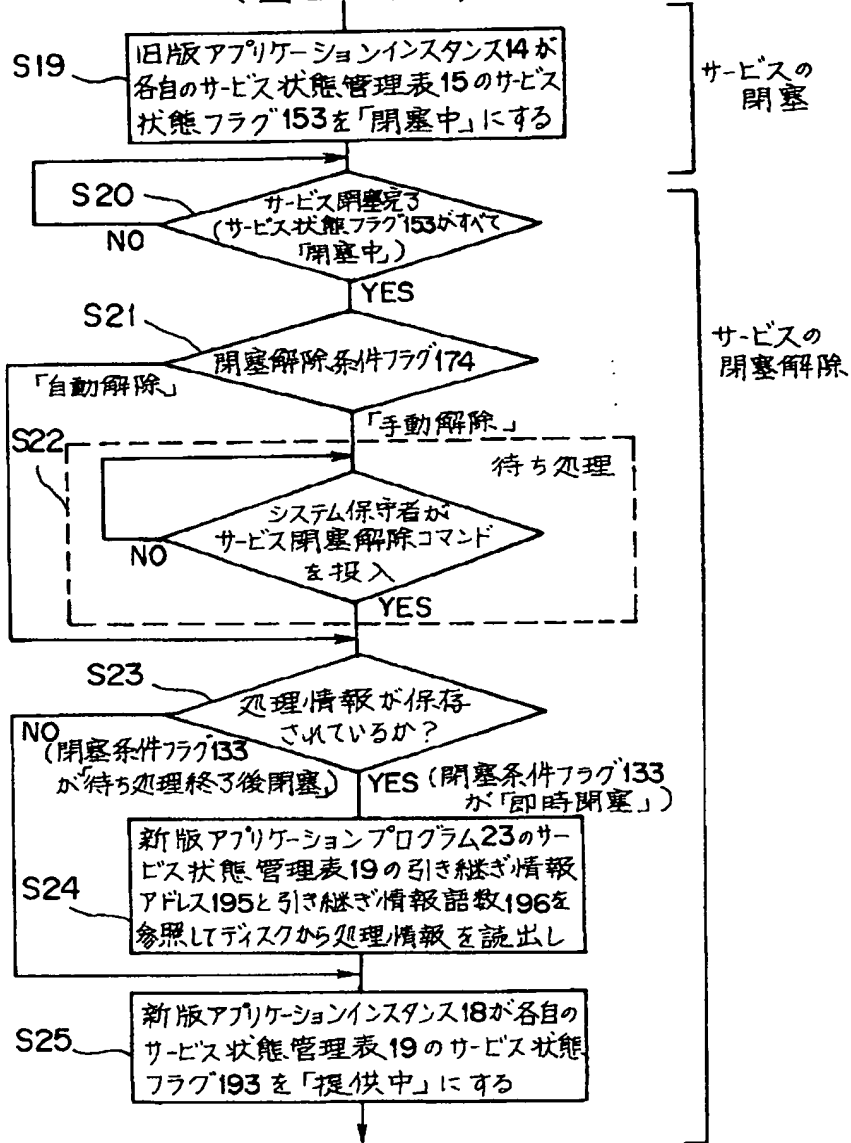 S19
旧版アプリケーションインスタンス14が
各自のサービス状態管理表15のサービス
状態フラグ153を「閉塞中」にする
サービスの
閉塞
S20
サービス閉塞完了
(サービス状態フラグ153がすべて
「閉塞中」)
NO
YES
S21
閉塞解除条件フラグ174
「自動解除」
「手動解除」
サービスの
閉塞解除
S22
待ち処理
システム保守者が
サービス閉塞解除コマンド
を投入
NO
YES
S23
処理情報が保存
されているか?
NO
(閉塞条件フラグ133
が「待ち処理終了後閉塞」)
YES (閉塞条件フラグ133
が「即時閉塞」)
S24
新版アプリケーションプログラム23のサー
ビス状態管理表19の引き継ぎ情報
アドレス195と引き継ぎ情報語数196を
参照してディスクから処理情報を読出し
S25
新版アプリケーションインスタンス18が各自の
サービス状態管理表19のサービス状態
フラグ193を「提供中」にする